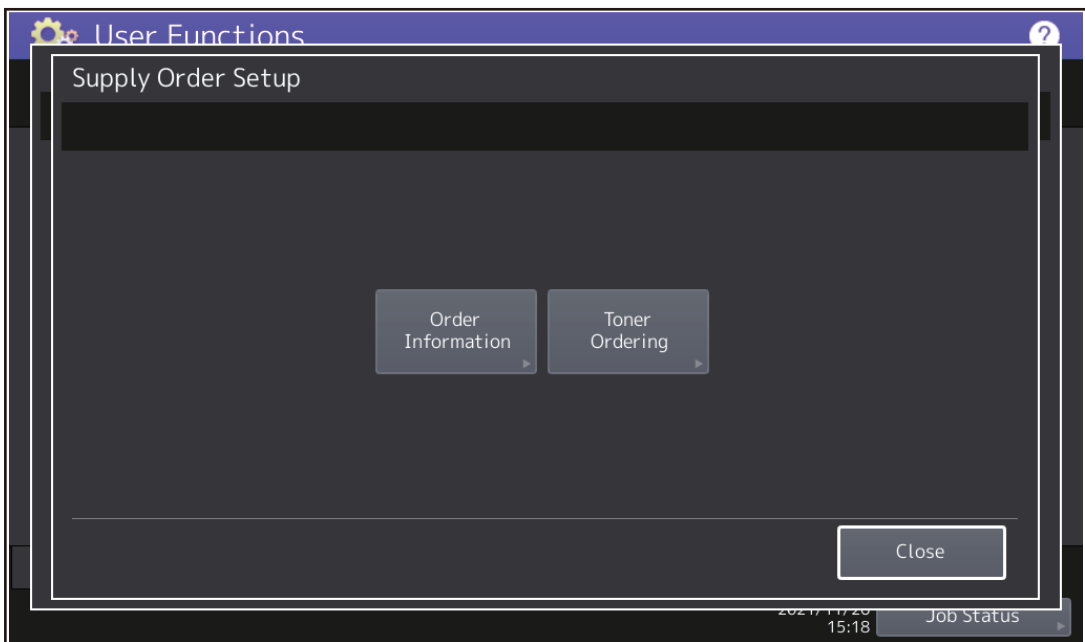 User Functions
?
Supply Order Setup
Order
Information
Toner
Ordering
Close
15:18
Job Status